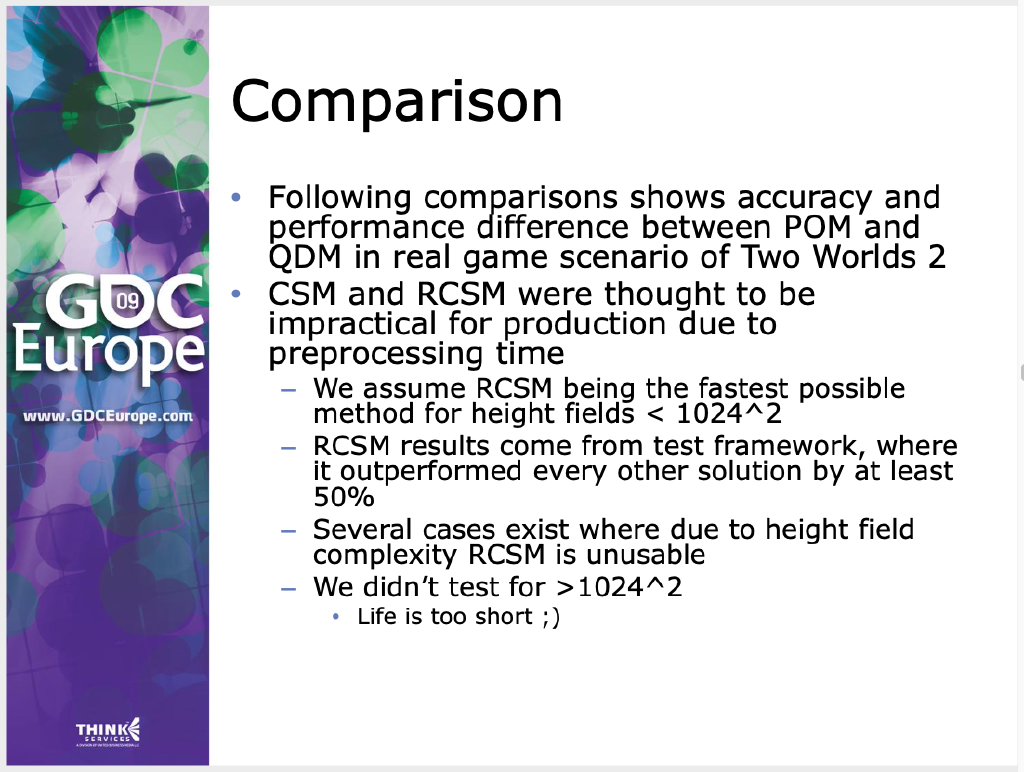 Comparison
• Following comparisons shows accuracy and
performance difference between POM and
QDM in real game scenario of Two Worlds 2
• CSM and RCSM were thought to be
impractical for production due to
preprocessing time
– We assume RCSM being the fastest possible
method for height fields < 1024^2
– RCSM results come from test framework, where
it outperformed every other solution by at least
50%
– Several cases exist where due to height field
complexity RCSM is unusable
– We didn’t test for >1024^2
• Life is too short ;)
GDC
09
Europe
www.GDCEurope.com
THINK
SERVICES